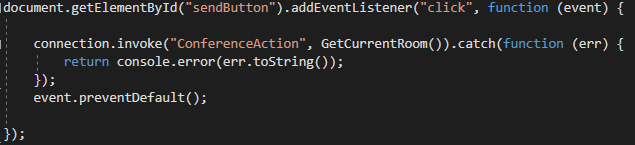 document.getElementById("sendButton").addEventListener("click", function (event) {
connection.invoke("ConferenceAction", GetCurrentRoom()).catch(function (err) {
return console.error(err.toString());
});
event.preventDefault();
});